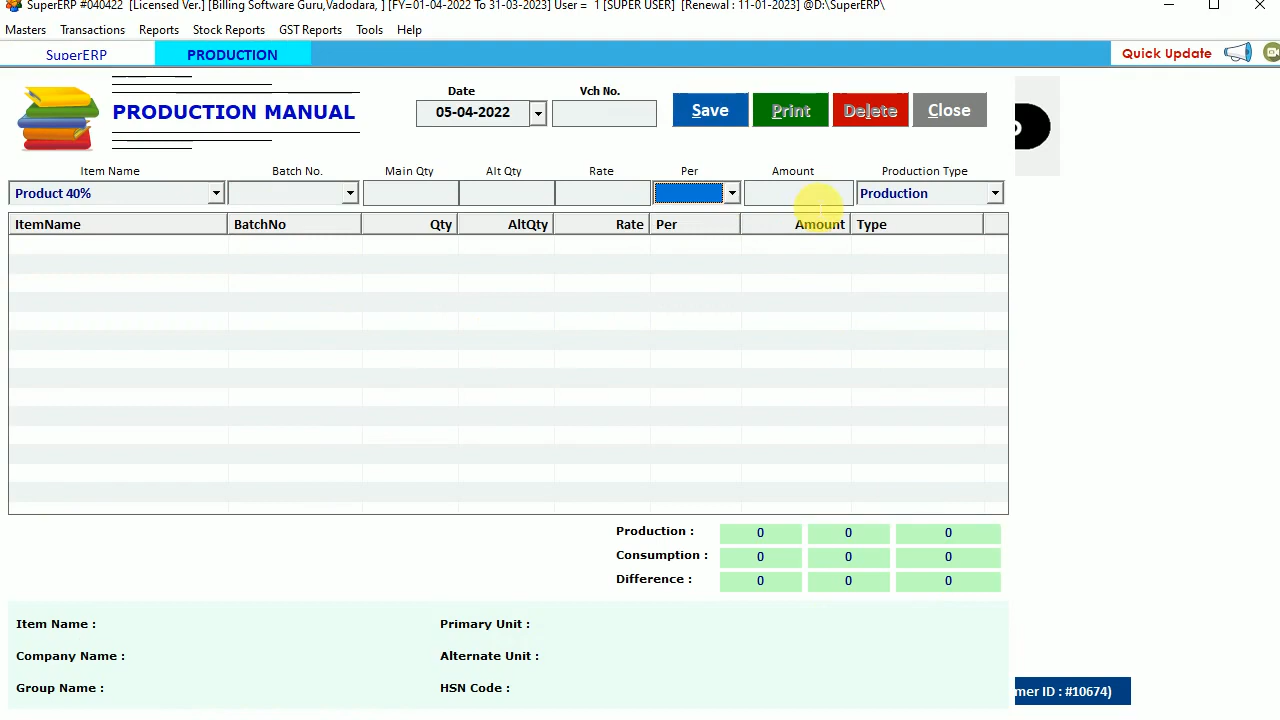 SuperERP #040422 [Licensed Ver.] [Billing Software Guru,Vadodara, ] [FY=01-04-2022 To 31-03-2023] User = 1 [SUPER USER] [Renewal : 11-01-2023] @D:\SuperERP\
Masters Transactions Reports Stock Reports GST Reports Tools Help
SuperERP PRODUCTION Quick Update
PRODUCTION MANUAL
Date Vch No.
05-04-2022
Save Print Delete Close
Item Name Batch No. Main Qty Alt Qty Rate Per Amount Production Type
Product 40% Production
ItemName BatchNo Qty AltQty Rate Per Amount Type
Production : 0 0 0
Consumption : 0 0 0
Difference : 0 0 0
Item Name : Primary Unit :
Company Name : Alternate Unit :
Group Name : HSN Code :
mer ID : #10674)